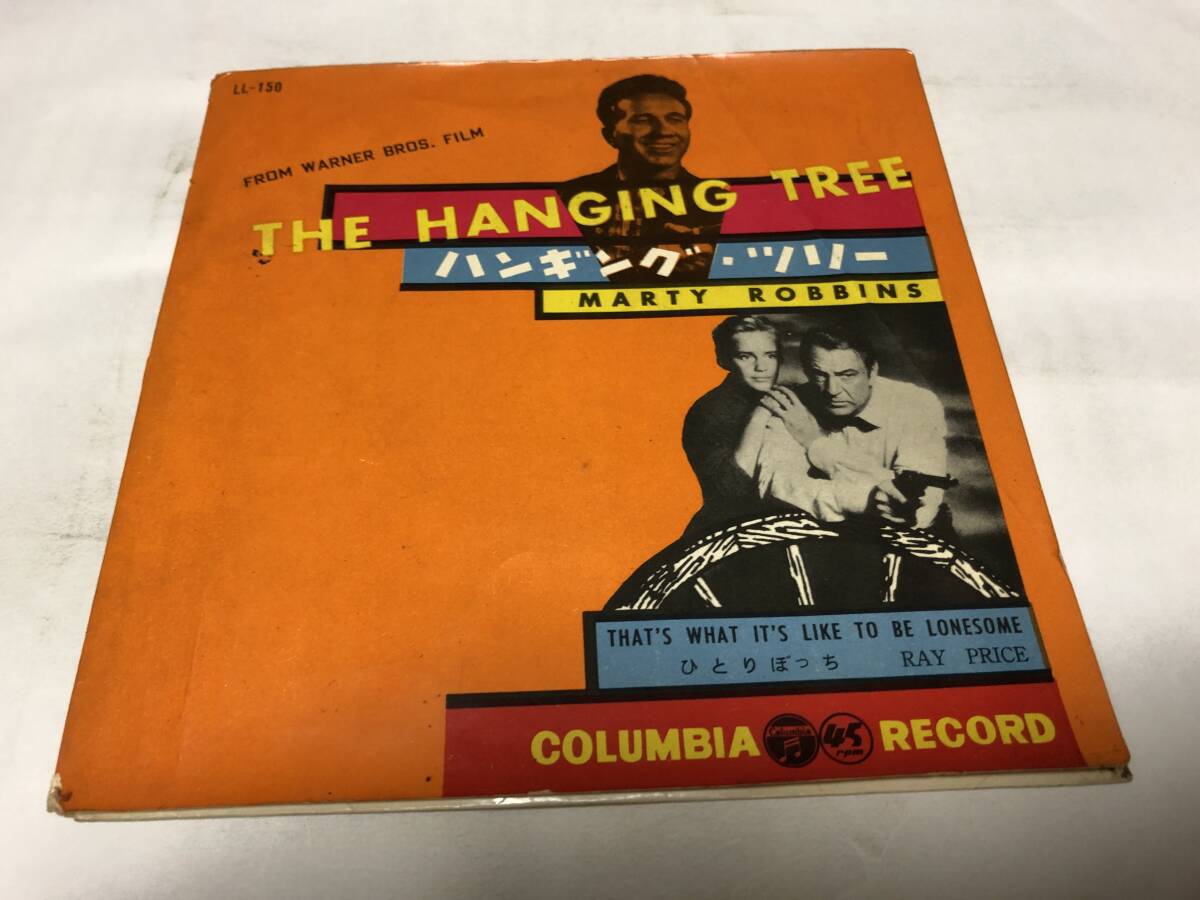 LL-150
FROM WARNER BROS. FILM
THE HANGING TREE
ハンギング・ツリー
MARTY ROBBINS
THAT'S WHAT IT'S LIKE TO BE LONESOME
ひとりぼっち RAY PRICE
COLUMBIA Columbia 45 rpm RECORD